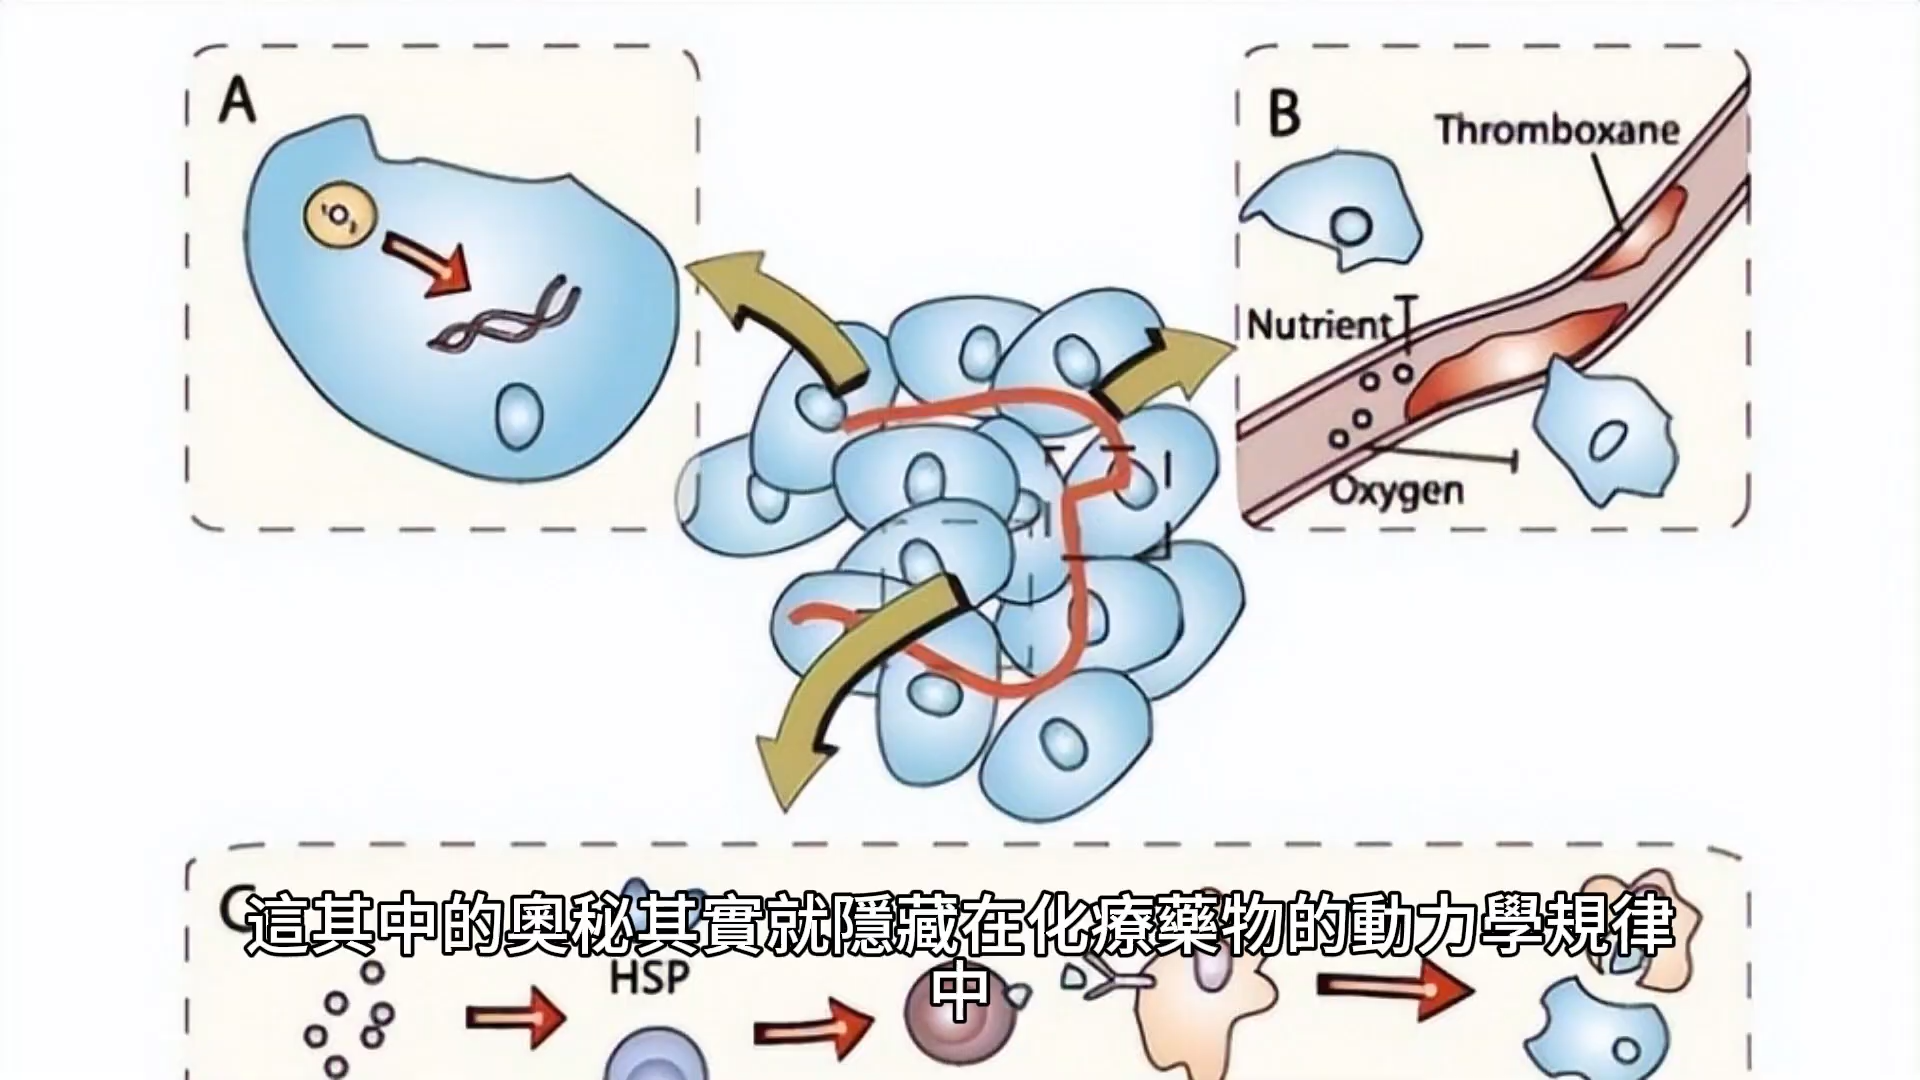 A
B
Thromboxane
Nutrient
Oxygen
C
這其中的奧秘其實就隱藏在化療藥物的動力學規律
中
HSP